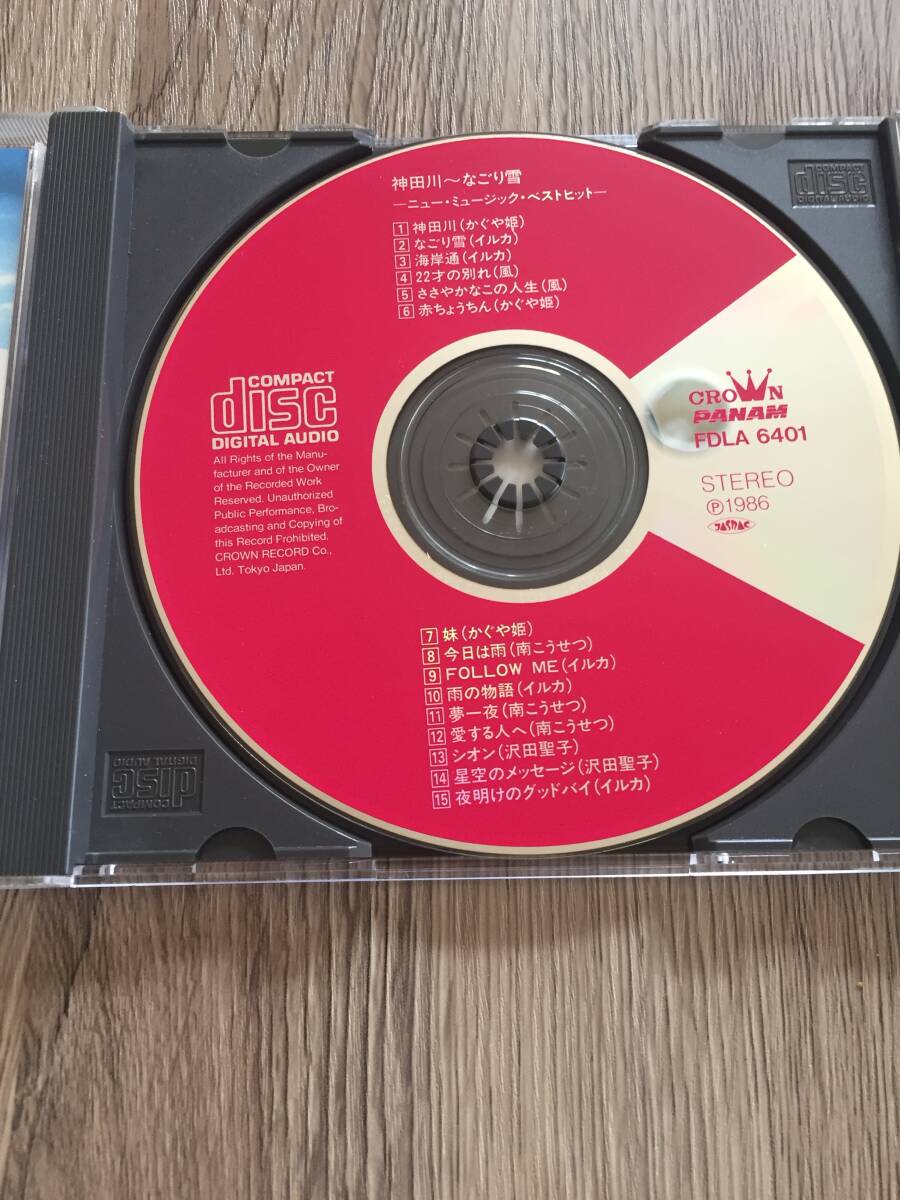 神田川〜なごり雪
―ニュー・ミュージック・ベストヒット―
1 神田川(かぐや姫)
2 なごり雪(イルカ)
3 海岸通(イルカ)
4 22才の別れ(風)
5 ささやかなこの人生(風)
6 赤ちょうちん(かぐや姫)
COMPACT
disc
DIGITAL AUDIO
All Rights of the Manu-
facturer and of the Owner
of the Recorded Work
Reserved. Unauthorized
Public Performance, Bro-
adcasting and Copying of
this Record Prohibited.
CROWN RECORD Co.,
Ltd. Tokyo Japan.
CROWN
PANAM
FDLA 6401
STEREO
Ⓟ1986
JASRAC
7 妹(かぐや姫)
8 今日は雨(南こうせつ)
9 FOLLOW ME(イルカ)
10 雨の物語(イルカ)
11 夢一夜(南こうせつ)
12 愛する人へ(南こうせつ)
13 シオン(沢田聖子)
14 星空のメッセージ(沢田聖子)
15 夜明けのグッドバイ(イルカ)
COMPACT
disc
DIGITAL AUDIO
COMPACT
disc
DIGITAL AUDIO